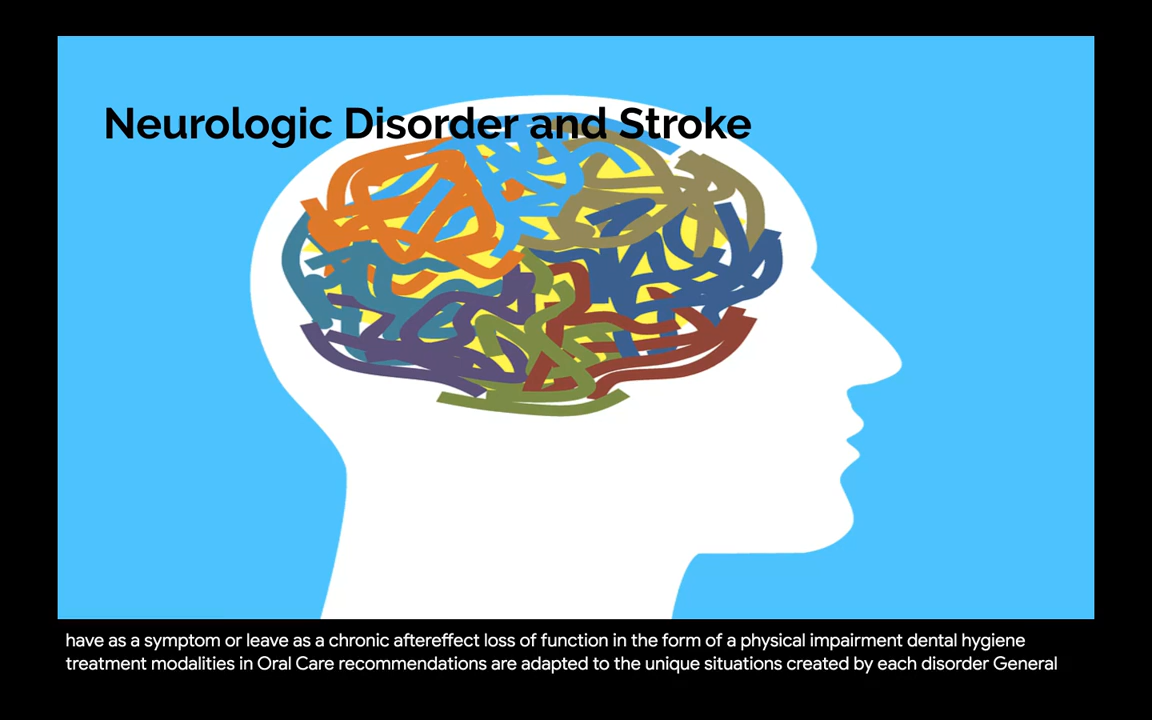 Neurologic Disorder and Stroke
have as a symptom or leave as a chronic aftereffect loss of function in the form of a physical impairment dental hygiene
treatment modalities in Oral Care recommendations are adapted to the unique situations created by each disorder General